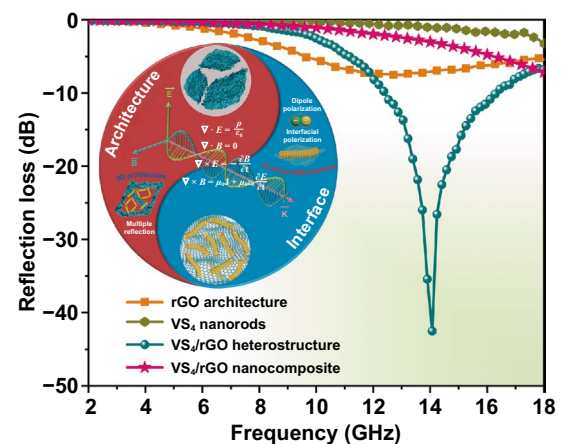 Reflection loss (dB)
0
−10
−20
−30
−40
−50
Architecture
Interface
E
B
K
∇ · E = ρ/ε₀
∇ · B = 0
∇ × E = − ∂B/∂t
∇ × B = μ₀J + μ₀ε₀ ∂E/∂t
Dipole
polarization
Interfacial
polarization
3D architecture
Multiple
reflection
rGO architecture
VS₄ nanorods
VS₄/rGO heterostructure
VS₄/rGO nanocomposite
2 4 6 8 10 12 14 16 18
Frequency (GHz)